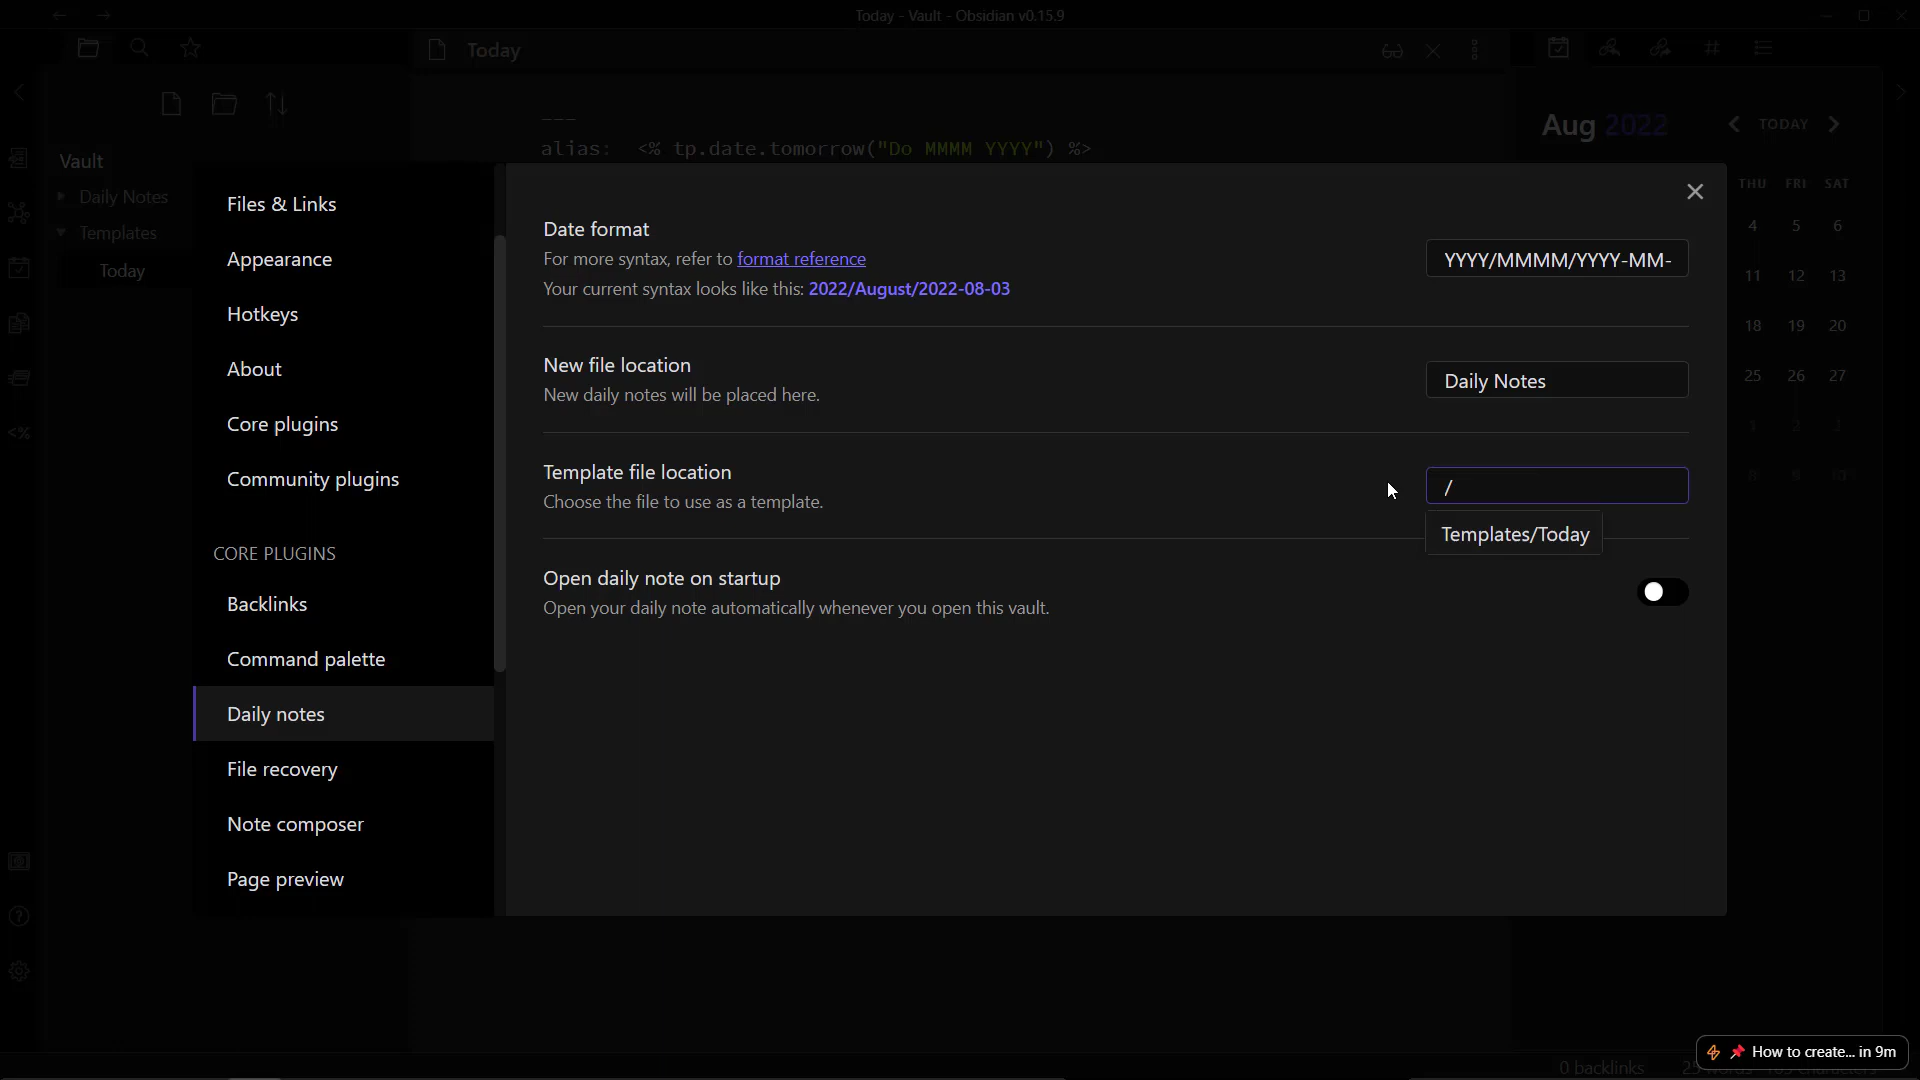 Today - Vault - Obsidian v0.15.9
Today
---
alias: <% tp.date.tomorrow("Do MMMM YYYY") %>
Vault
Daily Notes
Templates
Today
<%
Files & Links
Appearance
Hotkeys
About
Core plugins
Community plugins
CORE PLUGINS
Backlinks
Command palette
Daily notes
File recovery
Note composer
Page preview
Date format
For more syntax, refer to format reference
Your current syntax looks like this: 2022/August/2022-08-03
YYYY/MMMM/YYYY-MM-
New file location
New daily notes will be placed here.
Daily Notes
Template file location
Choose the file to use as a template.
/
Templates/Today
Open daily note on startup
Open your daily note automatically whenever you open this vault.
Aug 2022
TODAY
THU FRI SAT
4 5 6
11 12 13
18 19 20
25 26 27
1 2 3
8 9 10
How to create... in 9m
0 backlinks